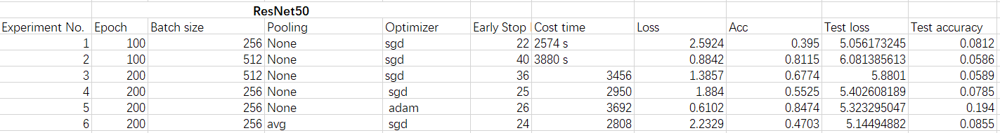 ResNet50
Experiment No. Epoch Batch size Pooling Optimizer Early Stop Cost time Loss Acc Test loss Test accuracy
1 100 256 None sgd 22 2574 s 2.5924 0.395 5.056173245 0.0812
2 100 512 None sgd 40 3880 s 0.8842 0.8115 6.081385613 0.0586
3 200 512 None sgd 36 3456 1.3857 0.6774 5.8801 0.0589
4 200 256 None sgd 25 2950 1.884 0.5525 5.402608189 0.0785
5 200 256 None adam 26 3692 0.6102 0.8474 5.323295047 0.194
6 200 256 avg sgd 24 2808 2.2329 0.4703 5.14494882 0.0855